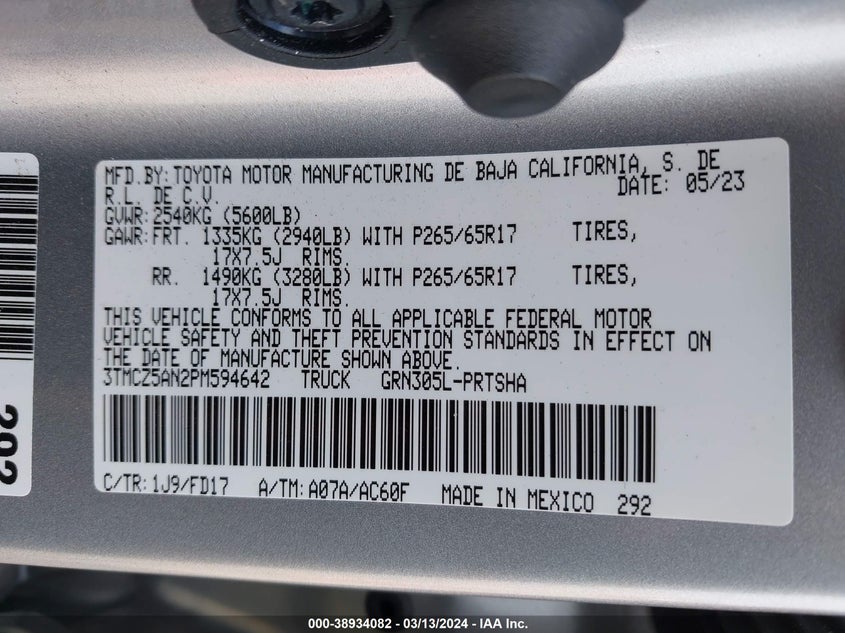 MFD.BY:TOYOTA MOTOR MANUFACTURING DE BAJA CALIFORNIA, S. DE
R.L. DE C.V. DATE: 05/23
GVWR:2540KG (5600LB)
GAWR:FRT. 1335KG (2940LB) WITH P265/65R17 TIRES,
17X7.5J RIMS.
RR. 1490KG (3280LB) WITH P265/65R17 TIRES,
17X7.5J RIMS.
THIS VEHICLE CONFORMS TO ALL APPLICABLE FEDERAL MOTOR
VEHICLE SAFETY AND THEFT PREVENTION STANDARDS IN EFFECT ON
THE DATE OF MANUFACTURE SHOWN ABOVE.
3TMCZ5AN2PM594642 TRUCK GRN305L-PRTSHA
C/TR:1J9/FD17 A/TM:A07A/AC60F MADE IN MEXICO 292
292
000-38934082 - 03/13/2024 - IAA Inc.